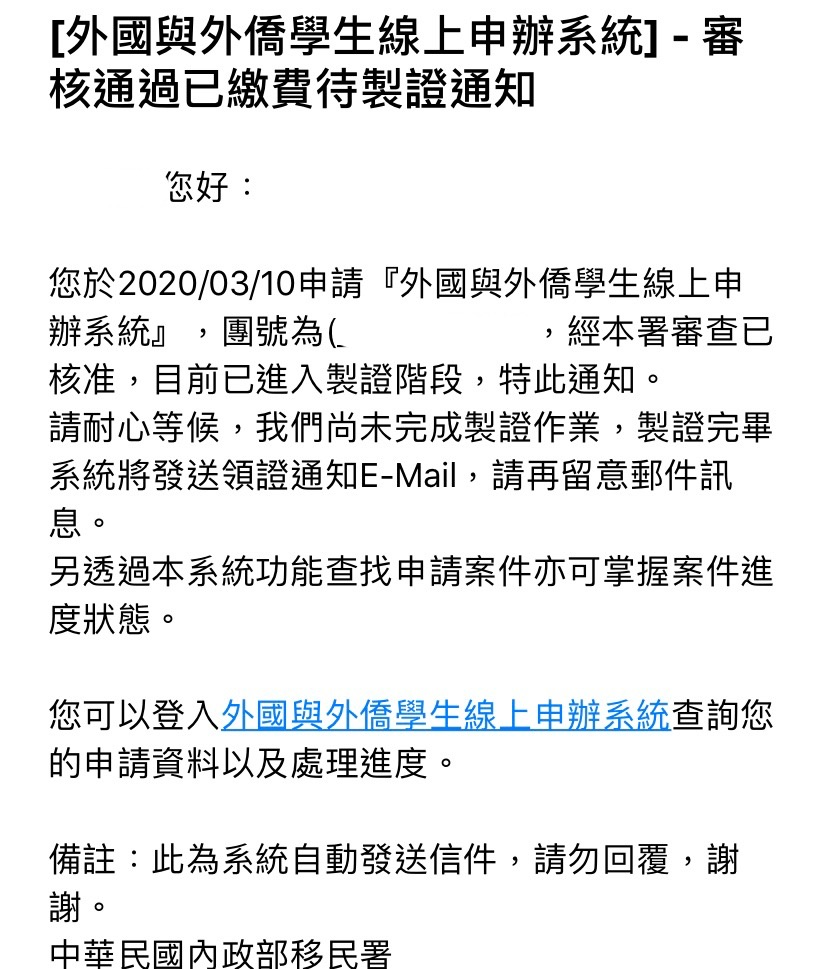 [外國與外僑學生線上申辦系統] - 審
核通過已繳費待製證通知
您好：
您於2020/03/10申請『外國與外僑學生線上申
辦系統』，團號為(
，經本署審查已
核准，目前已進入製證階段，特此通知。
請耐心等候，我們尚未完成製證作業，製證完畢
系統將發送領證通知E-Mail，請再留意郵件訊
息。
另透過本系統功能查找申請案件亦可掌握案件進
度狀態。
您可以登入外國與外僑學生線上申辦系統查詢您
的申請資料以及處理進度。
備註：此為系統自動發送信件，請勿回覆，謝
謝。
中華民國內政部移民署